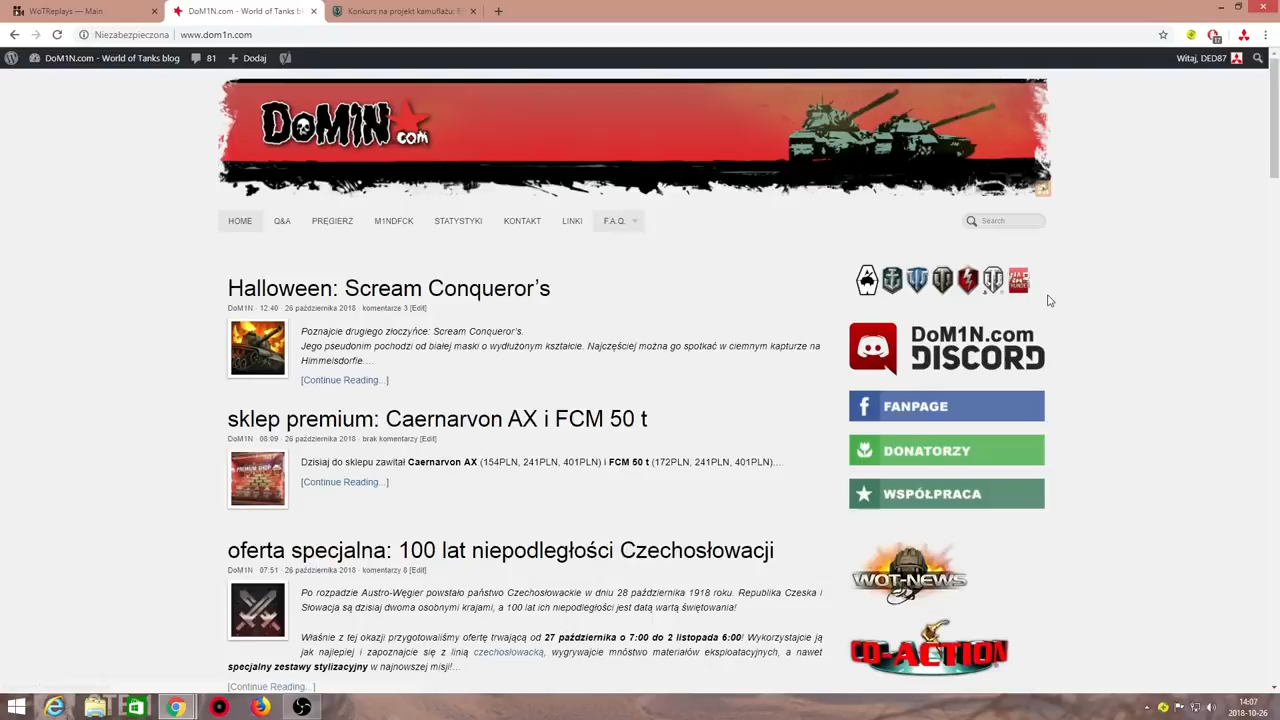 WoTReplays — Main
DoM1N.com - World of Tanks bl
Konkurs na projekt kamuflażu: B
Niezabezpieczona
www.dom1n.com
DoM1N.com - World of Tanks blog
81
Dodaj
Witaj, DED87
DoM1N
com
HOME
Q&A
PRĘGIERZ
M1NDFCK
STATYSTYKI
KONTAKT
LINKI
F.A.Q.
Search
Halloween: Scream Conqueror's
DoM1N · 12:40 · 26 października 2018 · komentarze 3 [Edit]
Poznajcie drugiego złoczyńce: Scream Conqueror's.
Jego pseudonim pochodzi od białej maski o wydłużonym kształcie. Najczęściej można go spotkać w ciemnym kapturze na
Himmelsdorfie....
[Continue Reading...]
sklep premium: Caernarvon AX i FCM 50 t
DoM1N · 08:09 · 26 października 2018 · brak komentarzy [Edit]
Dzisiaj do sklepu zawitał Caernarvon AX (154PLN, 241PLN, 401PLN) i FCM 50 t (172PLN, 241PLN, 401PLN)....
[Continue Reading...]
oferta specjalna: 100 lat niepodległości Czechosłowacji
DoM1N · 07:51 · 26 października 2018 · komentarzy 8 [Edit]
Po rozpadzie Austro-Węgier powstało państwo Czechosłowackie w dniu 28 października 1918 roku. Republika Czeska i
Słowacja są dzisiaj dwoma osobnymi krajami, a 100 lat ich niepodległości jest datą wartą świętowania!
Właśnie z tej okazji przygotowaliśmy ofertę trwającą od 27 października o 7:00 do 2 listopada 6:00! Wykorzystajcie ją
jak najlepiej i zapoznajcie się z linią czechosłowacką, wygrywajcie mnóstwo materiałów eksploatacyjnych, a nawet
specjalny zestawy stylizacyjny w najnowszej misji!...
[Continue Reading...]
DoM1N.com
DISCORD
FANPAGE
DONATORZY
WSPÓŁPRACA
WOT-NEWS
CD-ACTION
14:07
2018-10-26